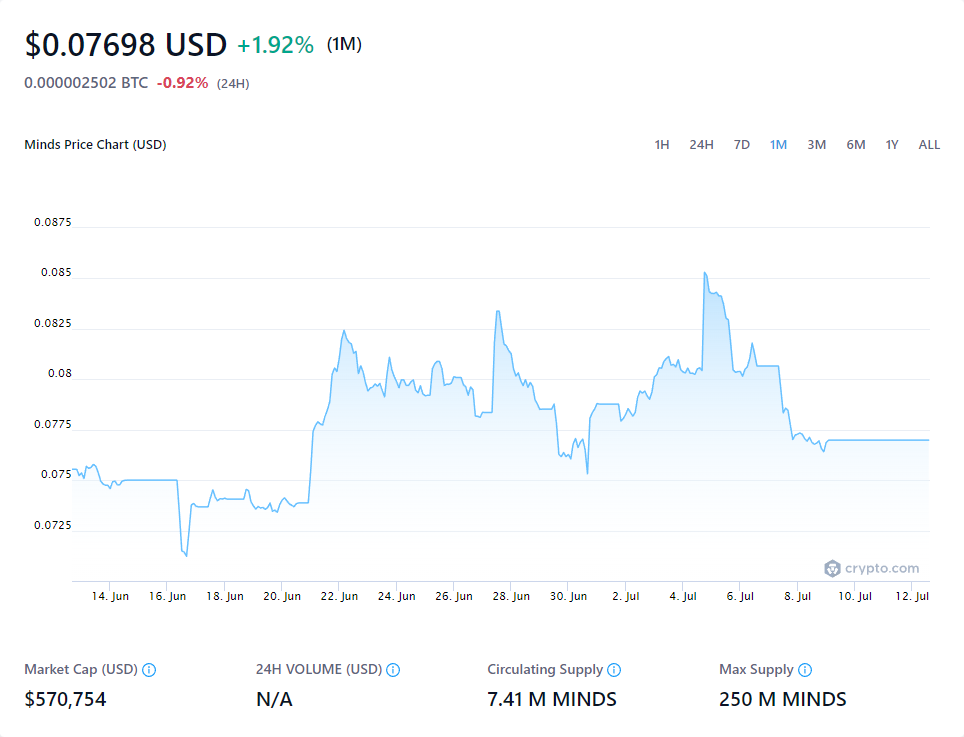 $0.07698 USD +1.92% (1M)
0.000002502 BTC -0.92% (24H)
Minds Price Chart (USD) 1H 24H 7D 1M 3M 6M 1Y ALL
0.0875
0.085
0.0825
0.08
0.0775
0.075
0.0725
crypto.com
14. Jun 16. Jun 18. Jun 20. Jun 22. Jun 24. Jun 26. Jun 28. Jun 30. Jun 2. Jul 4. Jul 6. Jul 8. Jul 10. Jul 12. Jul
Market Cap (USD) 24H VOLUME (USD) Circulating Supply Max Supply
$570,754 N/A 7.41 M MINDS 250 M MINDS